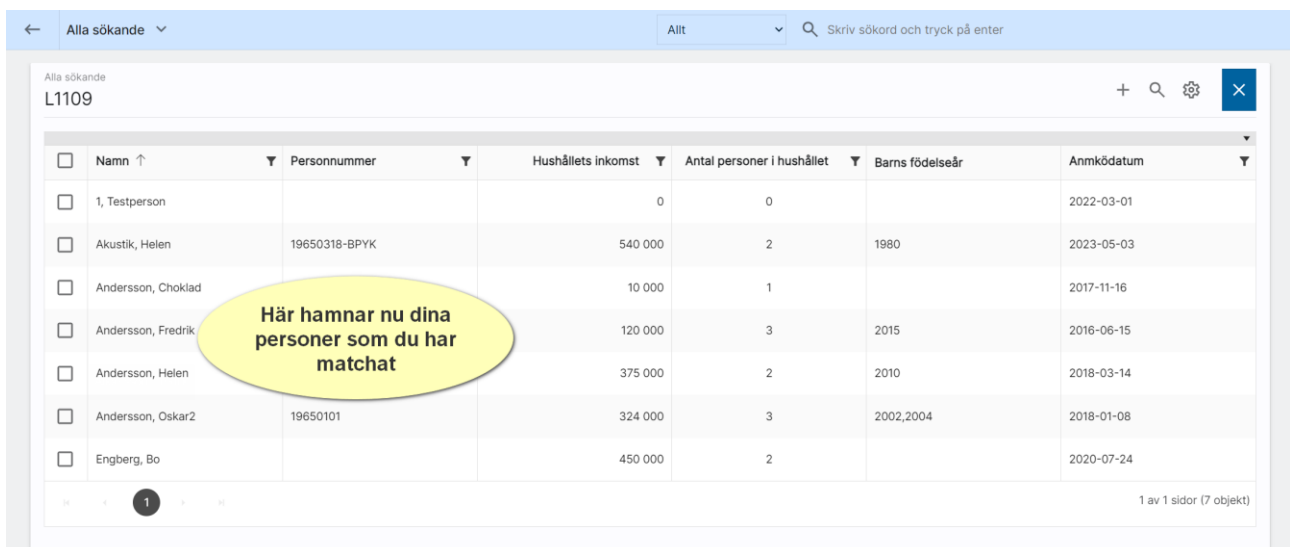 Alla sökande
Allt
Skriv sökord och tryck på enter
Alla sökande
L1109
Namn Personnummer Hushållets inkomst Antal personer i hushållet Barns födelseår Anmködatum
1, Testperson 0 0 2022-03-01
Akustik, Helen 19650318-BPYK 540 000 2 1980 2023-05-03
Andersson, Choklad 10 000 1 2017-11-16
Andersson, Fredrik 120 000 3 2015 2016-06-15
Andersson, Helen 375 000 2 2010 2018-03-14
Andersson, Oskar2 19650101 324 000 3 2002,2004 2018-01-08
Engberg, Bo 450 000 2 2020-07-24
Här hamnar nu dina
personer som du har
matchat
1
1 av 1 sidor (7 objekt)